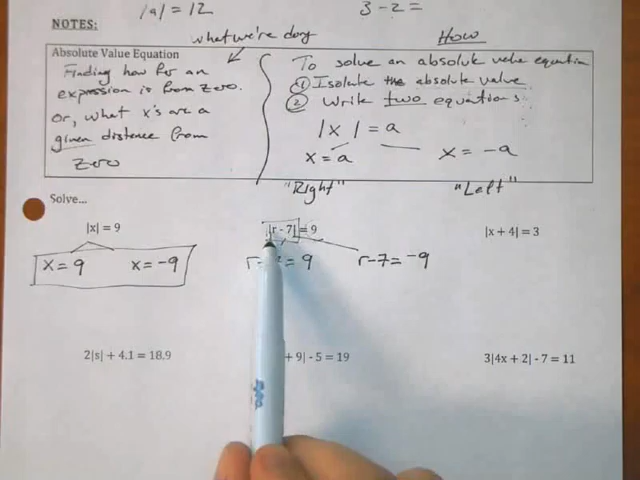 |a| = 12
3 - 2 =
NOTES:
what we're doing
How
Absolute Value Equation
Finding how far an
expression is from zero.
or, what x's are a
given distance from
zero
To solve an absolute value equation
① Isolate the absolute value
② Write two equations
|x| = a
x = a
x = -a
"Right"
"Left"
Solve...
|x| = 9
|r - 7| = 9
|x + 4| = 3
x = 9
x = -9
= 9
r-7 = -9
2|s| + 4.1 = 18.9
+ 9| - 5 = 19
3|4x + 2| - 7 = 11